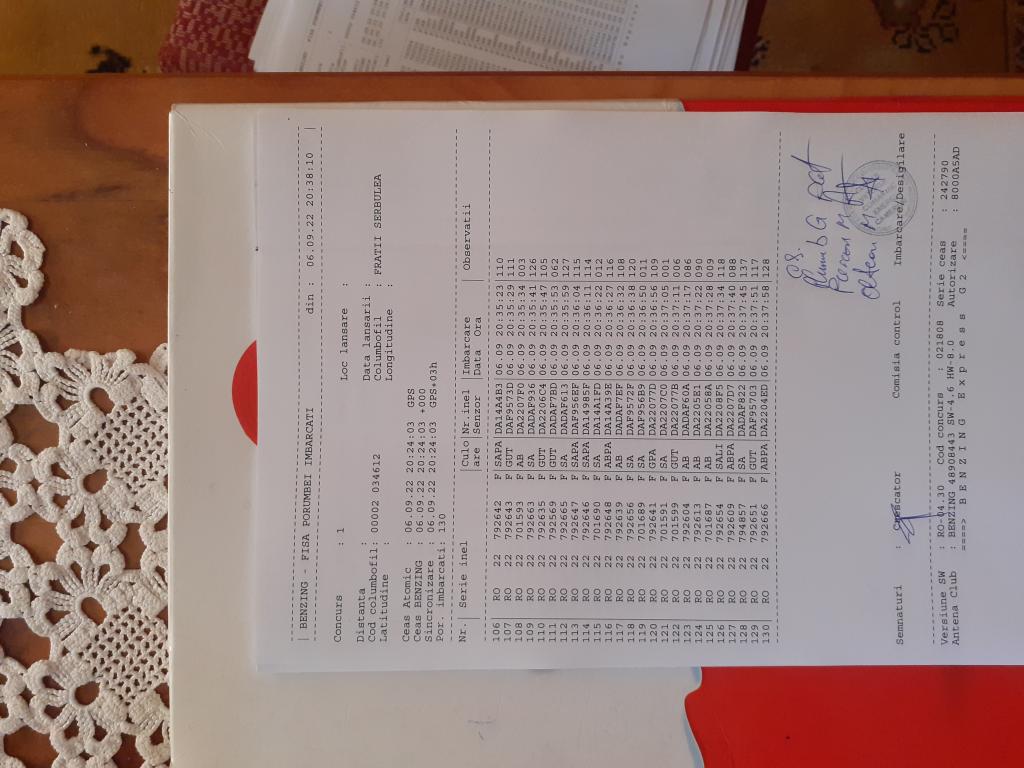 | BENZING - FISA PORUMBEI IMBARCATI din : 06.09.22 20:38:10 |
Concurs : 1 Loc lansare :
Distanta : Data lansarii :
Cod columbofil: 00002 034612 Columbofil : FRATII SERBULEA
Latitudine : Longitudine :
Ceas Atomic : 06.09.22 20:24:03 GPS
Ceas BENZING : 06.09.22 20:24:03 +000
Sincronizare : 06.09.22 20:24:03 GPS+03h
Por. imbarcati: 130
Nr.| Serie inel |Culo|Nr.inel |Imbarcare |Observatii
|are |Senzor |Data Ora |
106| RO 22 792642 F|SAPA|DA14A4B3|06.09 20:35:23|110
107| RO 22 792643 F|GUT |DAF9573D|06.09 20:35:29|111
108| RO 22 701593 F|AB |DA2207F0|06.09 20:35:34|003
109| RO 22 792663 F|SA |DADAF936|06.09 20:35:41|126
110| RO 22 792635 F|GUT |DA2206C4|06.09 20:35:47|105
111| RO 22 792569 F|GUT |DADAF7BD|06.09 20:35:53|062
112| RO 22 792665 F|SA |DADAF613|06.09 20:35:59|127
113| RO 22 792647 F|SAPA|DAF956EF|06.09 20:36:04|115
114| RO 22 792646 F|SAPA|DA149B5F|06.09 20:36:11|114
115| RO 22 701690 F|SA |DA14A1FD|06.09 20:36:22|012
116| RO 22 792648 F|ABPA|DA14A39E|06.09 20:36:27|116
117| RO 22 792639 F|AB |DADAF7EF|06.09 20:36:32|108
118| RO 22 792656 F|SA |DAF9572F|06.09 20:36:38|120
119| RO 22 701689 F|SA |DAF956B9|06.09 20:36:50|011
120| RO 22 792641 F|GPA |DA22077D|06.09 20:36:56|109
121| RO 22 701591 F|SA |DA2207C0|06.09 20:37:05|001
122| RO 22 701599 F|GUT |DA22077B|06.09 20:37:11|006
123| RO 22 792614 F|AB |DADAF60A|06.09 20:37:17|086
124| RO 22 792613 F|AB |DA2205E1|06.09 20:37:22|090
125| RO 22 701687 F|AB |DA22058A|06.09 20:37:28|009
126| RO 22 792654 F|SALI|DA2208F5|06.09 20:37:34|118
127| RO 22 792609 F|ABPA|DA2207D7|06.09 20:37:40|088
128| RO 22 794857 F|SA |DADAF822|06.09 20:37:45|137
129| RO 22 792651 F|GUT |DAF95703|06.09 20:37:51|117
130| RO 22 792666 F|ABPA|DA2204ED|06.09 20:37:58|128
Semnaturi : Crescator Comisia control Imbarcare/Desigilare
Versiune SW : RO-04.30 Cod concurs : 021808 Serie ceas : 242790
Antena Club : BENZING 48908443 SW-4.6 HW-8.0 Autorizare : 8000A5AD
====> B E N Z I N G E x p r e s s G 2 <====